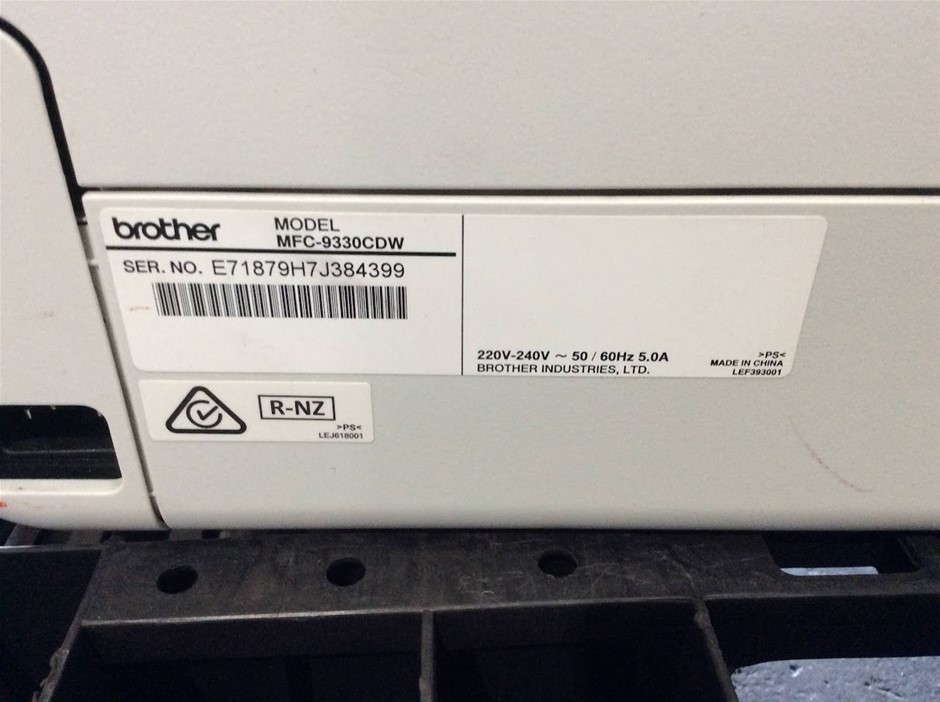 brother
MODEL
MFC-9330CDW
SER. NO. E71879H7J384399
220V-240V ~ 50 / 60Hz 5.0A
BROTHER INDUSTRIES, LTD.
>PS<
MADE IN CHINA
LEF393001
R-NZ
>PS<
LEJ618001